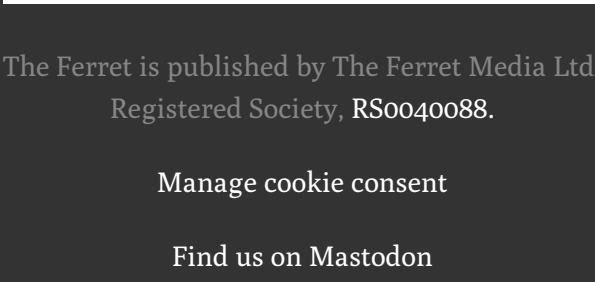 The Ferret is published by The Ferret Media Ltd
Registered Society, RS0040088.
Manage cookie consent
Find us on Mastodon